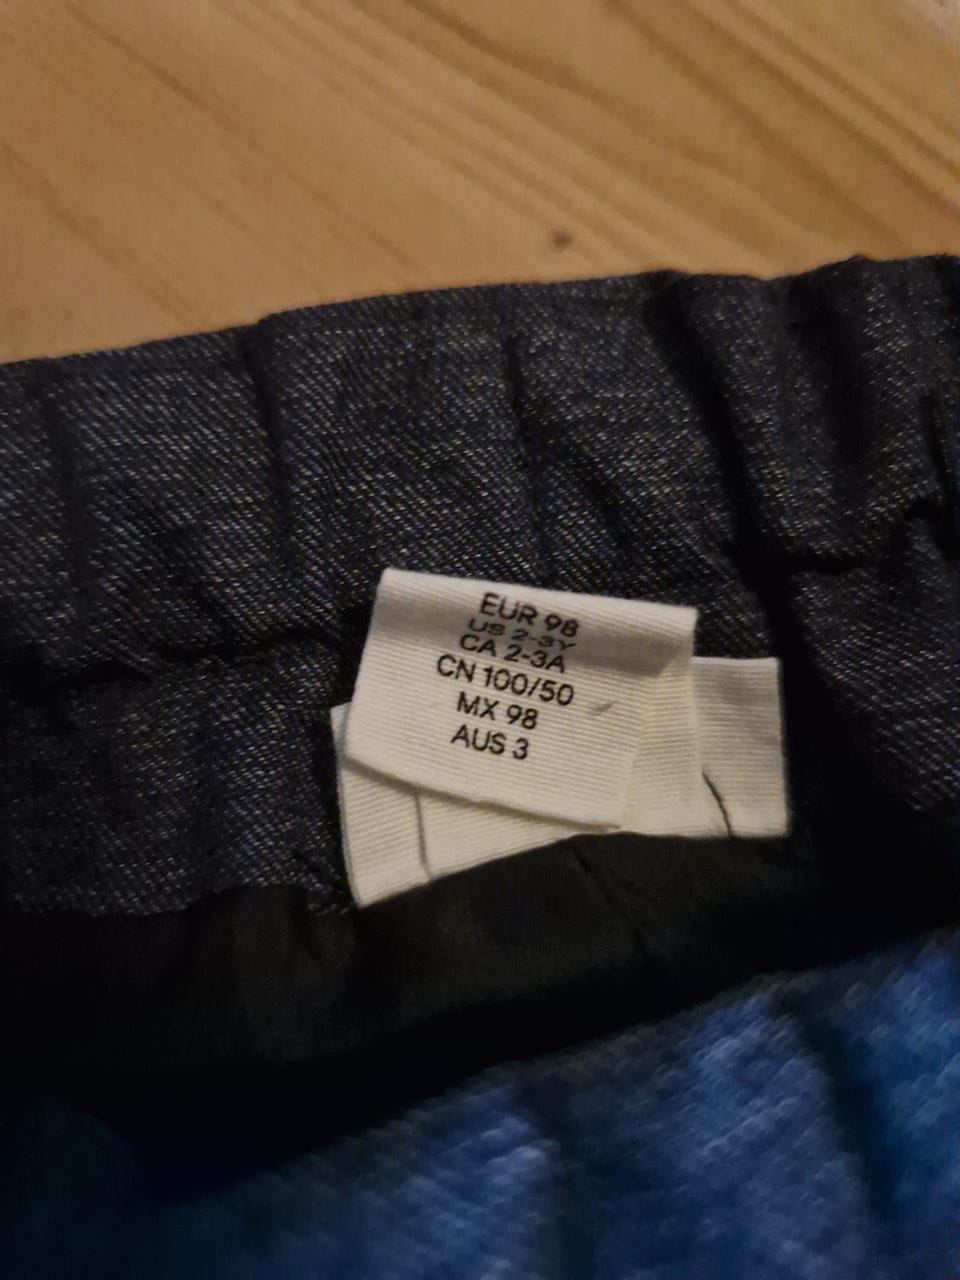 EUR 98
US 2-3Y
CA 2-3A
CN 100/50
MX 98
AUS 3